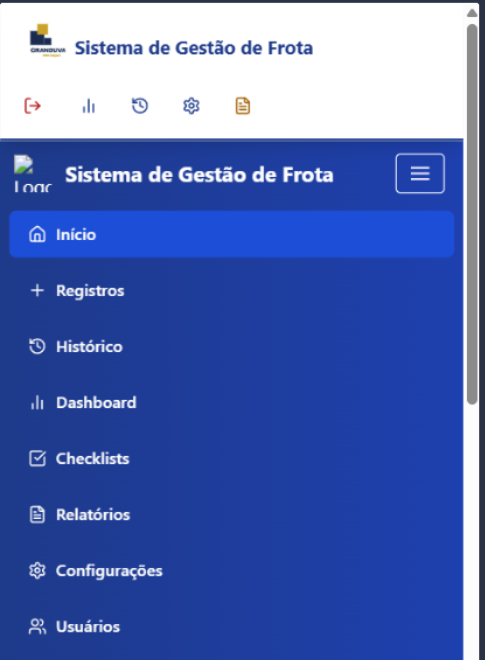 GRANDUVA
Sistema de Gestão de Frota
Logo
Sistema de Gestão de Frota
Início
Registros
Histórico
Dashboard
Checklists
Relatórios
Configurações
Usuários